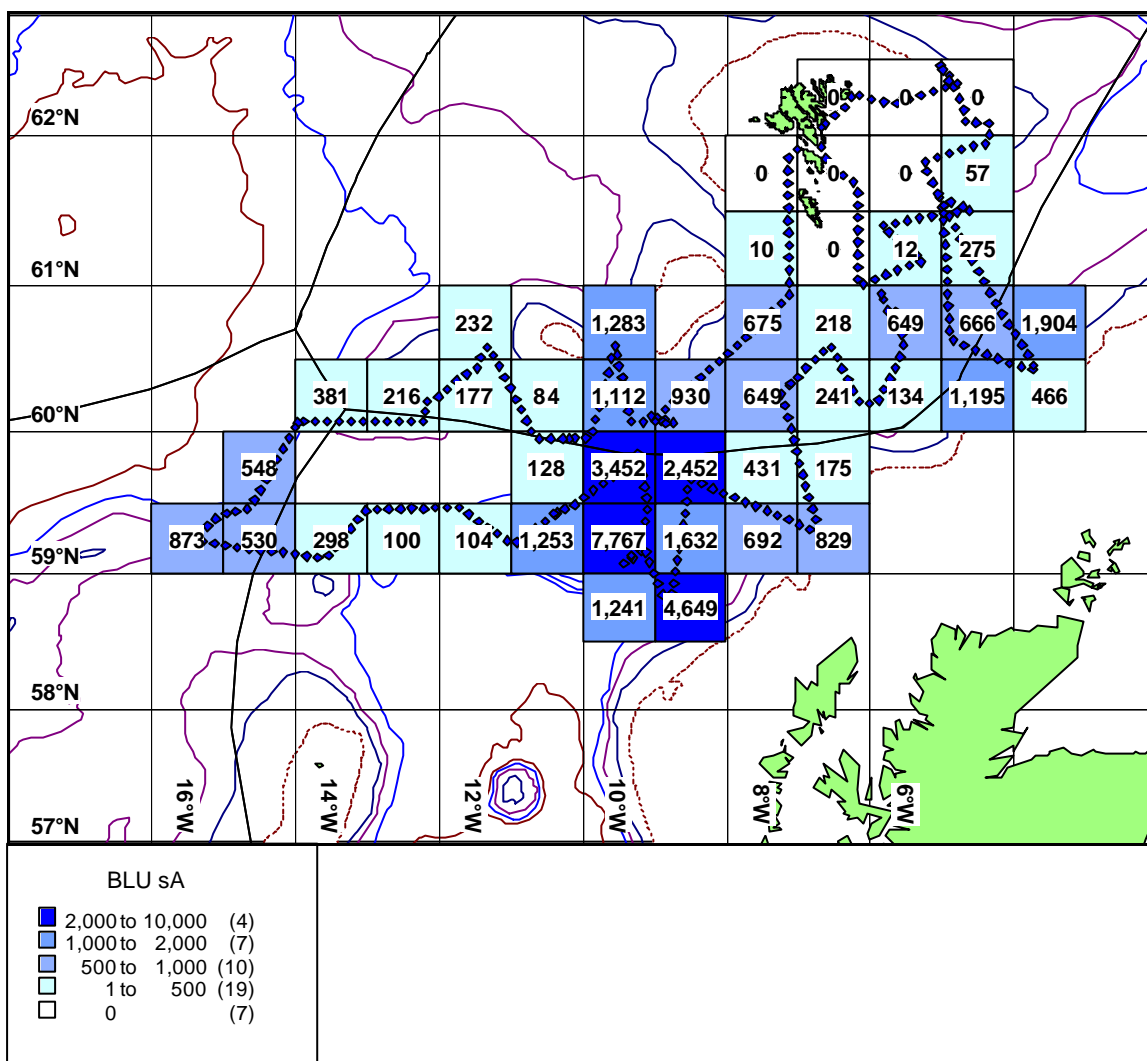 0 0 0
62°N
0 0 0 57
10 0 12 275
61°N
232 1,283 675 218 649 666 1,904
381 216 177 84 1,112 930 649 241 134 1,195 466
60°N
548 128 3,452 2,452 431 175
873 530 298 100 104 1,253 7,767 1,632 692 829
59°N
1,241 4,649
58°N
16°W 14°W 12°W 10°W 8°W 6°W
57°N
BLU sA
2,000 to 10,000 (4)
1,000 to 2,000 (7)
500 to 1,000 (10)
1 to 500 (19)
0 (7)